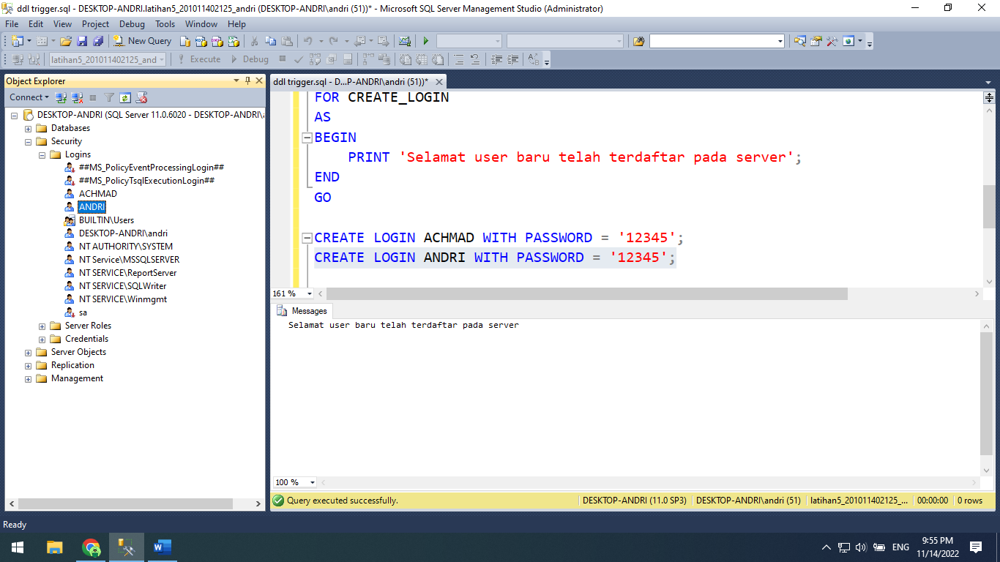 ddl trigger.sql - DESKTOP-ANDRI.latihan5_201011402125_andri (DESKTOP-ANDRI\andri (51))* - Microsoft SQL Server Management Studio (Administrator)
File Edit View Project Debug Tools Window Help
New Query
latihan5_201011402125_and Execute Debug
Object Explorer
Connect
DESKTOP-ANDRI (SQL Server 11.0.6020 - DESKTOP-ANDRI\
Databases
Security
Logins
##MS_PolicyEventProcessingLogin##
##MS_PolicyTsqlExecutionLogin##
ACHMAD
ANDRI
BUILTIN\Users
DESKTOP-ANDRI\andri
NT AUTHORITY\SYSTEM
NT Service\MSSQLSERVER
NT SERVICE\ReportServer
NT SERVICE\SQLWriter
NT SERVICE\Winmgmt
sa
Server Roles
Credentials
Server Objects
Replication
Management
ddl trigger.sql - D...P-ANDRI\andri (51))*
FOR CREATE_LOGIN
AS
BEGIN
PRINT 'Selamat user baru telah terdaftar pada server';
END
GO
CREATE LOGIN ACHMAD WITH PASSWORD = '12345';
CREATE LOGIN ANDRI WITH PASSWORD = '12345';
161 %
Messages
Selamat user baru telah terdaftar pada server
100 %
Query executed successfully. DESKTOP-ANDRI (11.0 SP3) DESKTOP-ANDRI\andri (51) latihan5_201011402125_... 00:00:00 0 rows
Ready
ENG
9:55 PM
11/14/2022